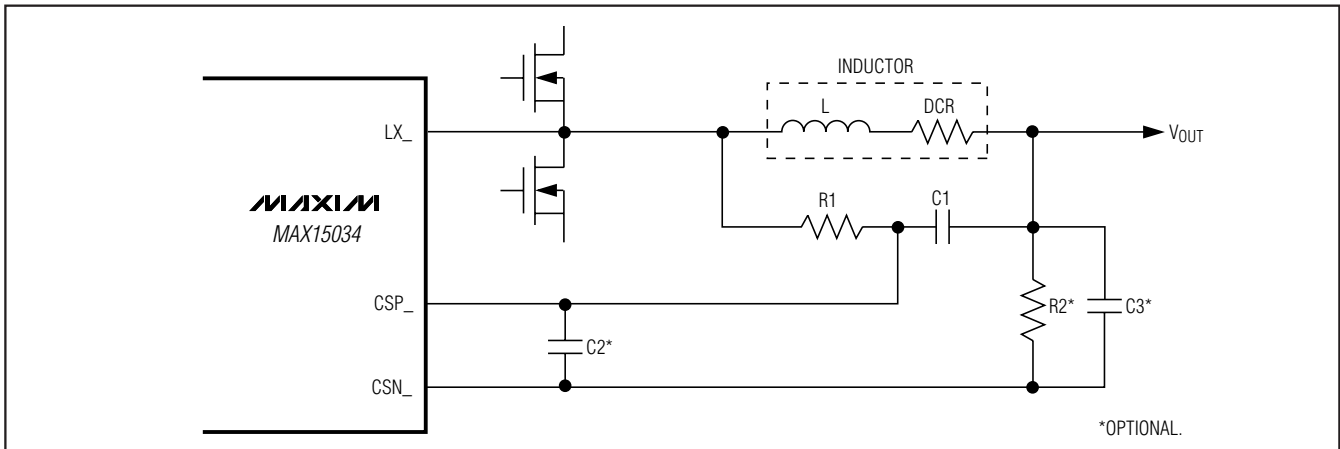 INDUCTOR
L
DCR
LX_
VOUT
MAXIM
MAX15034
R1
C1
CSP_
R2*
C3*
C2*
CSN_
*OPTIONAL.